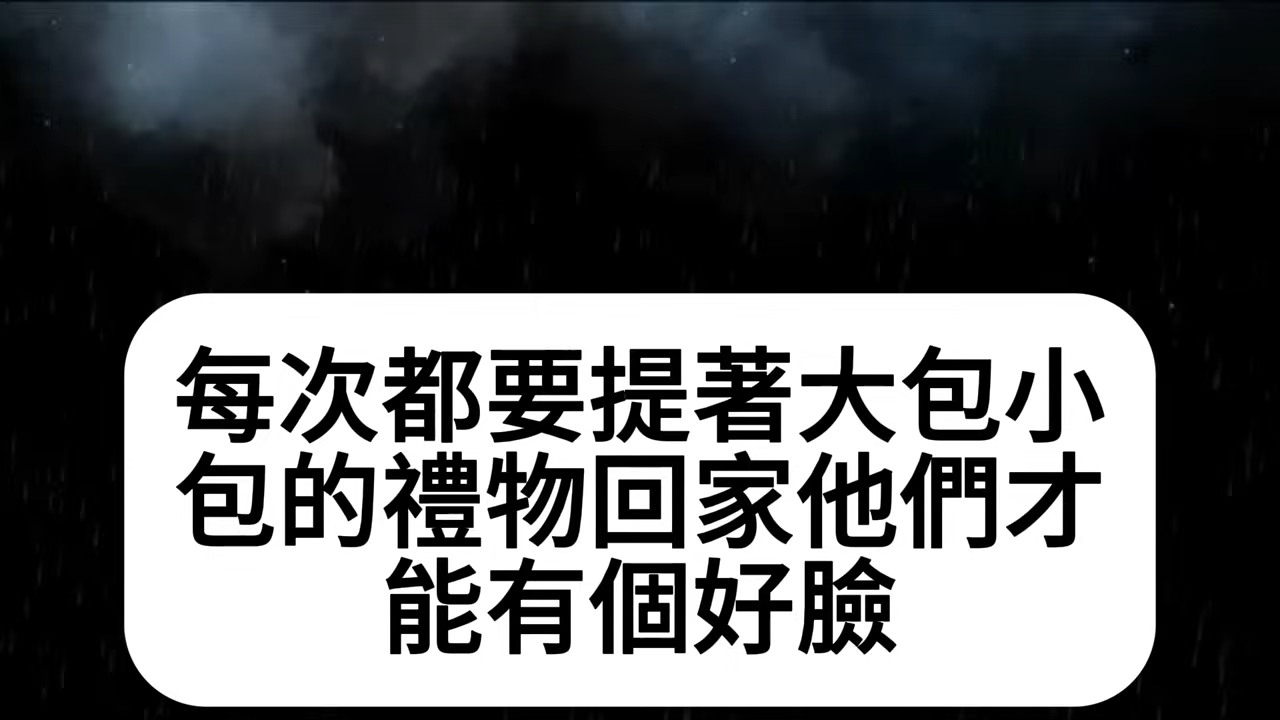 每次都要提著大包小
包的禮物回家他們才
能有個好臉